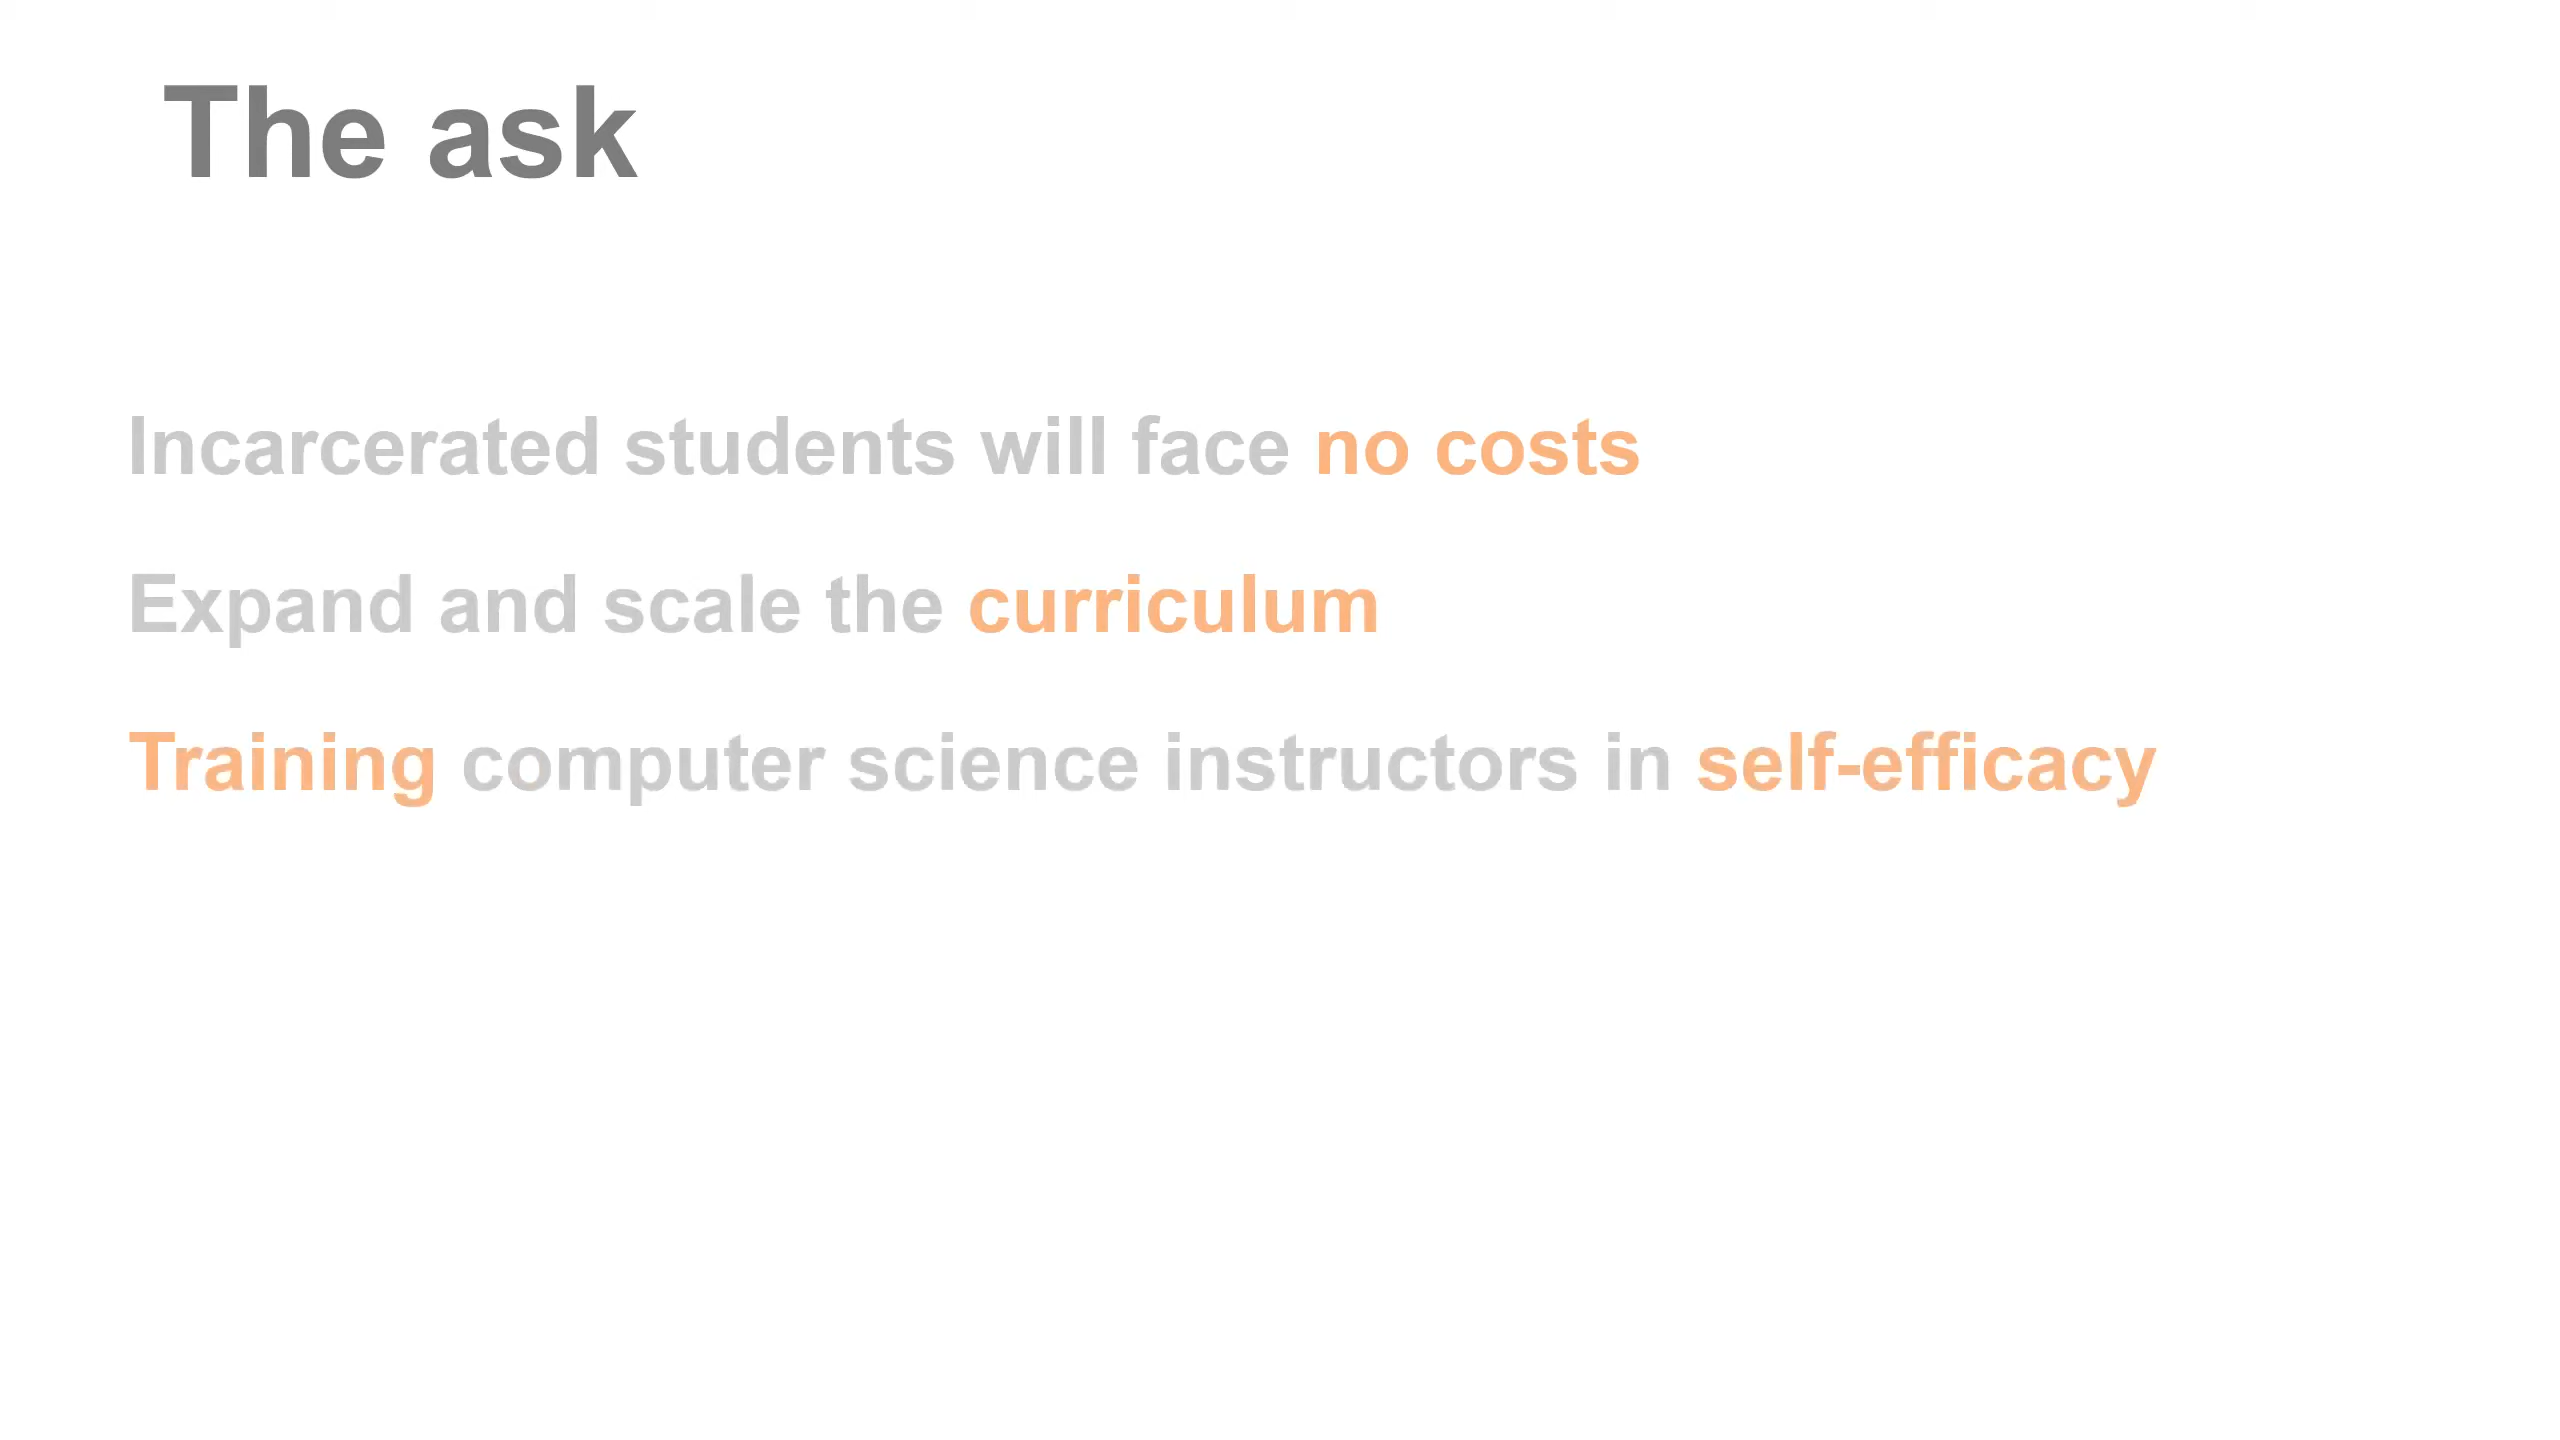 The ask
Incarcerated students will face no costs
Expand and scale the curriculum
Training computer science instructors in self-efficacy